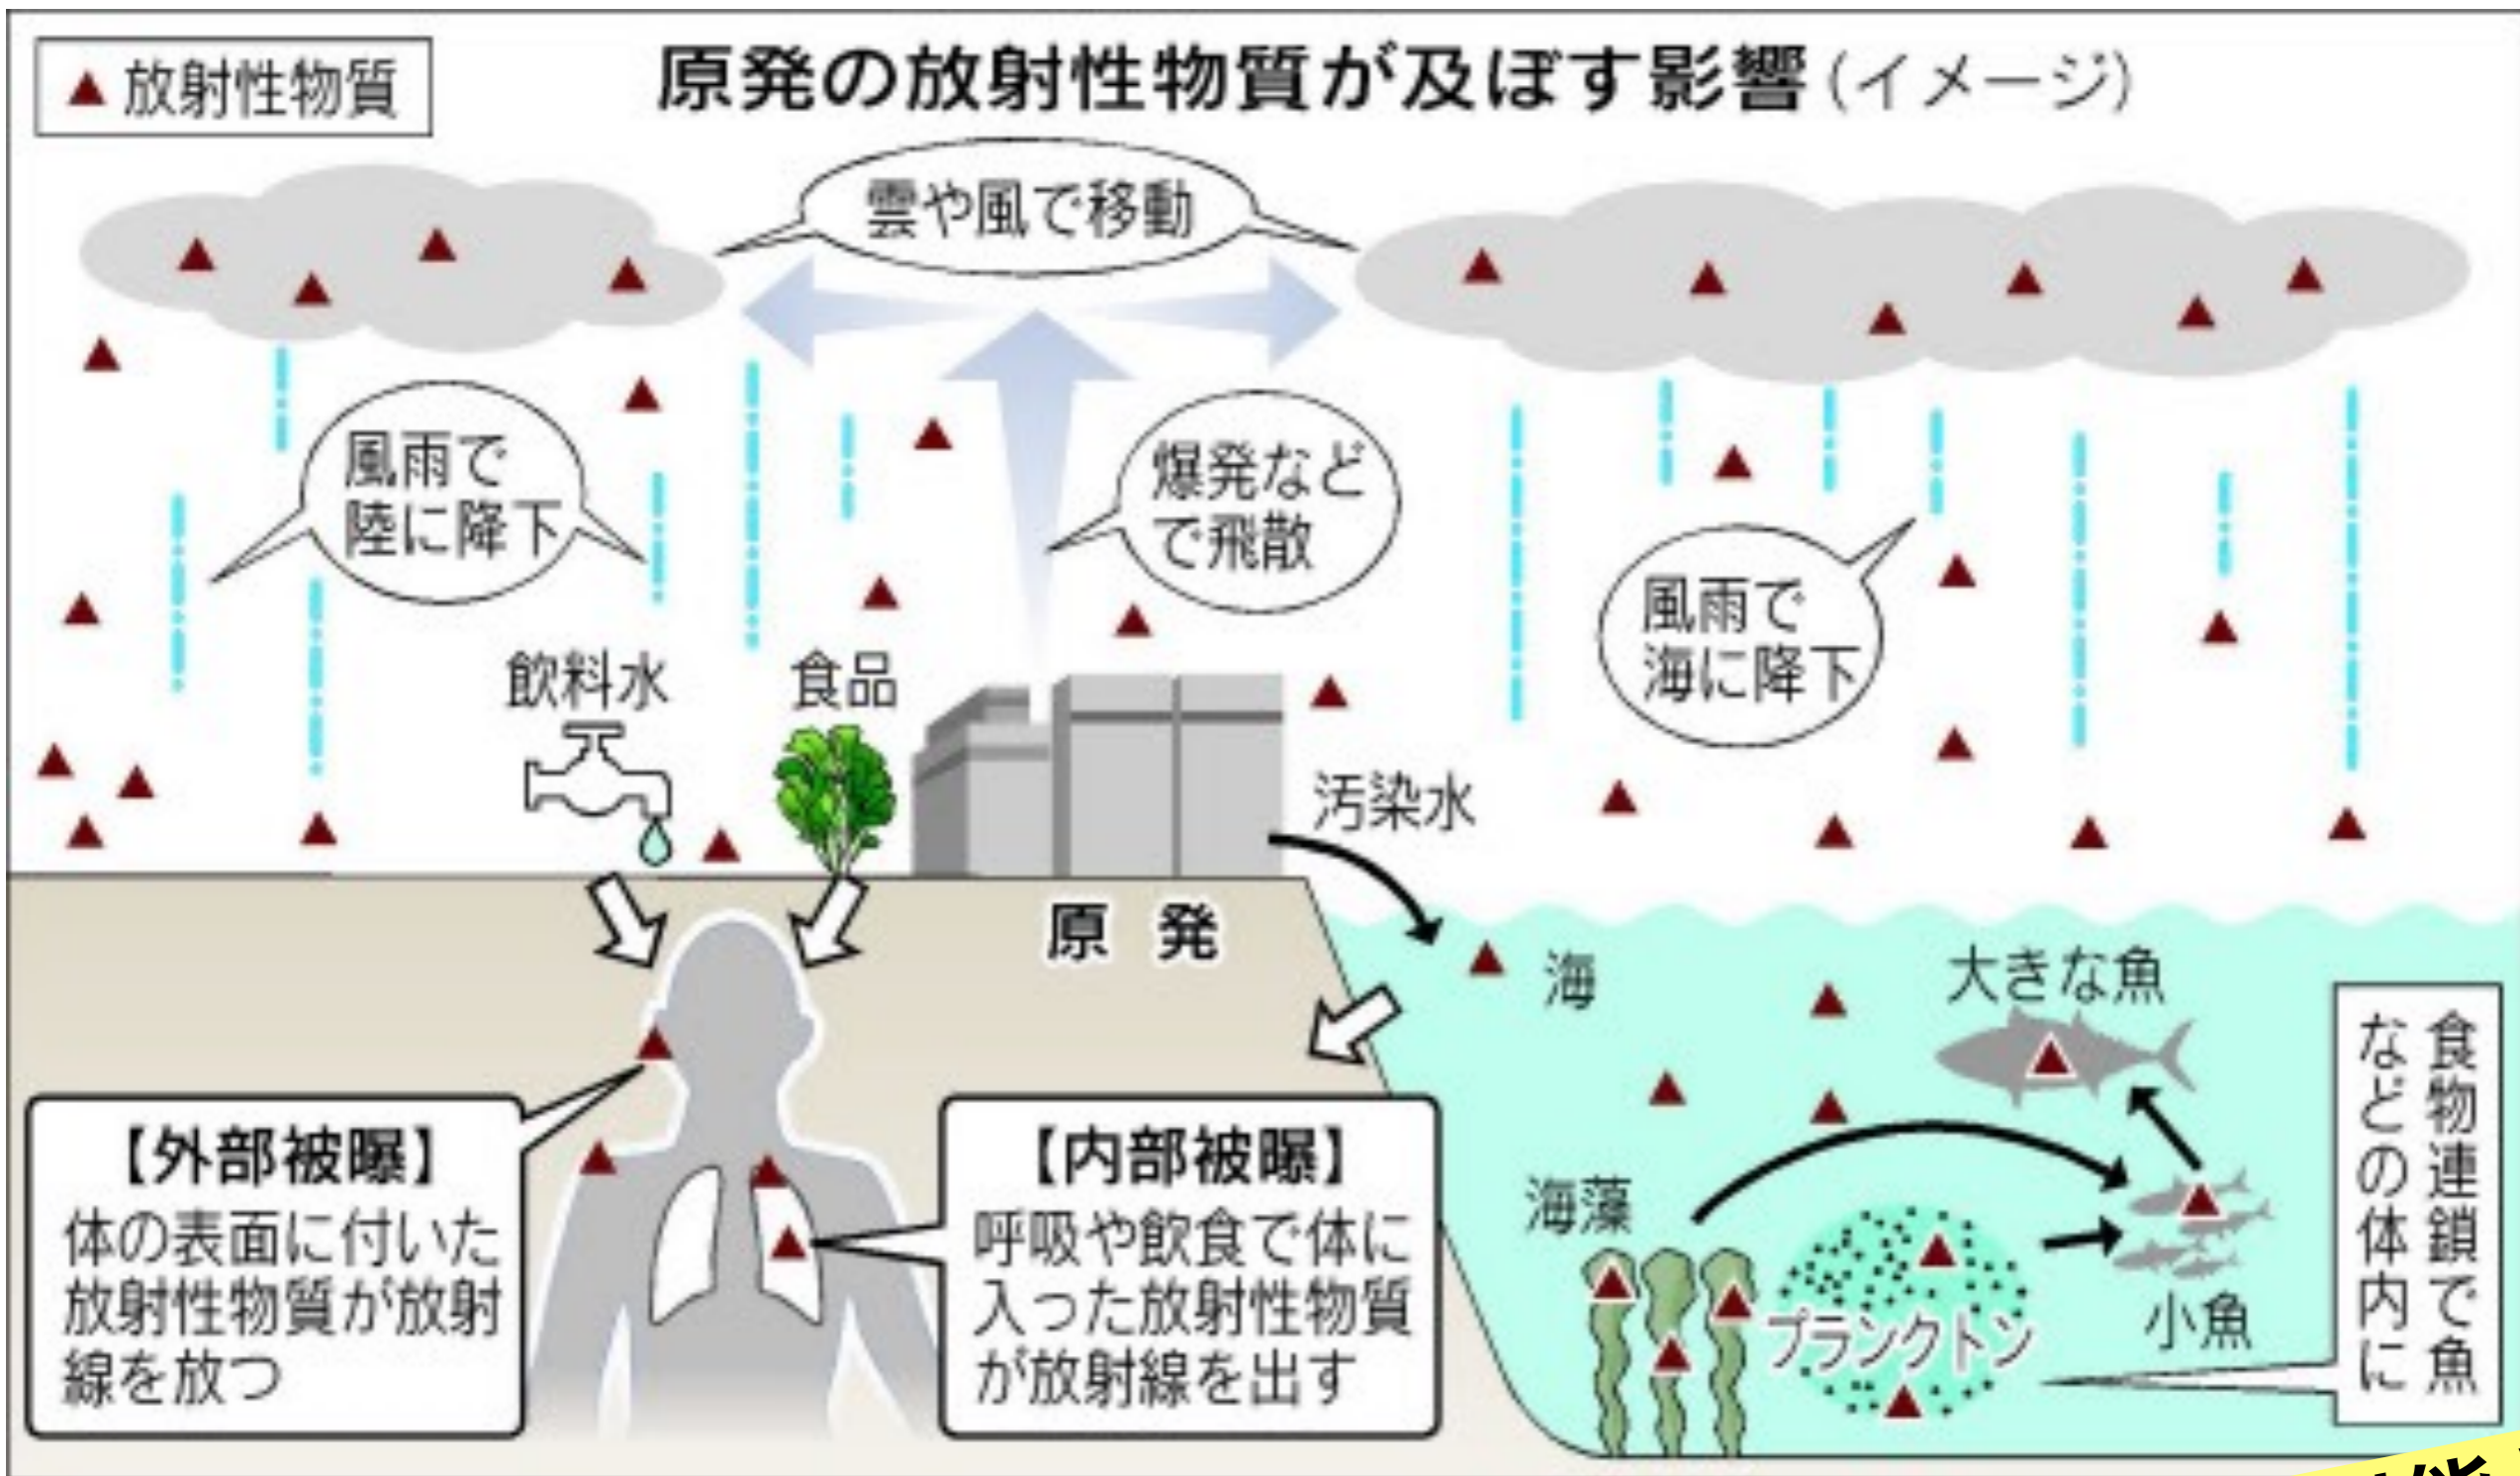 ▲放射性物質
原発の放射性物質が及ぼす影響(イメージ)
雲や風で移動
風雨で
陸に降下
爆発など
で飛散
風雨で
海に降下
飲料水
食品
汚染水
原発
海
大きな魚
食物連鎖で魚
などの体内に
【外部被曝】
体の表面に付いた
放射性物質が放射
線を放つ
【内部被曝】
呼吸や飲食で体に
入った放射性物質
が放射線を出す
海藻
プランクトン
小魚